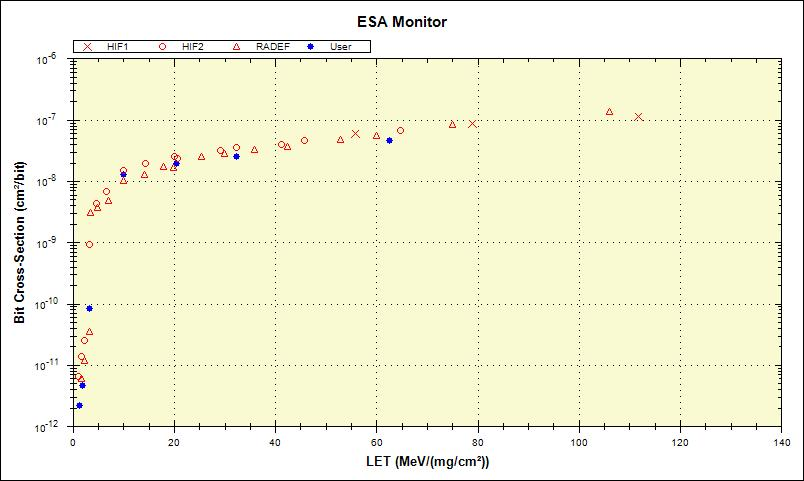 ESA Monitor
HIF1 HIF2 RADEF User
10-6
10-7
10-8
10-9
10-10
10-11
10-12
Bit Cross-Section (cm²/bit)
0 20 40 60 80 100 120 140
LET (MeV/(mg/cm²))